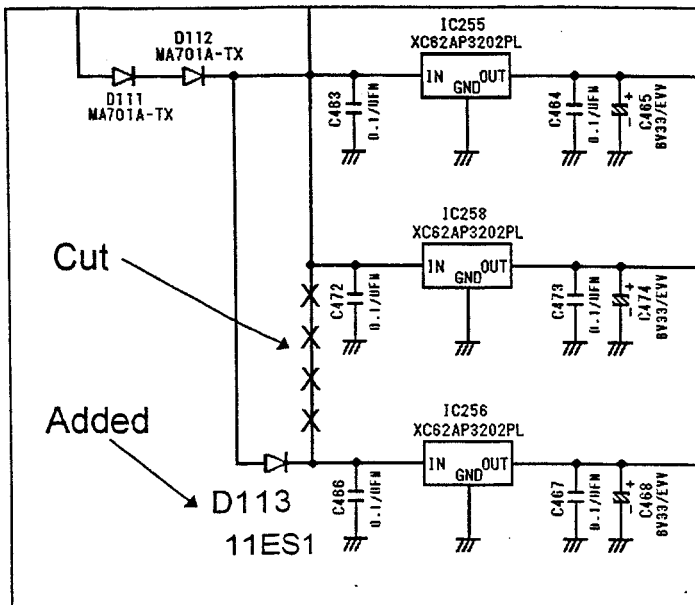 D112
MA701A-TX
D111
MA701A-TX
IC255
XC62AP3202PL
IN
OUT
GND
C463
0.1/UFN
C464
0.1/UFN
+
-
C465
6V33/EVV
IC258
XC62AP3202PL
IN
OUT
GND
C472
0.1/UFN
C473
0.1/UFN
+
-
C474
6V33/EVV
Cut
IC256
XC62AP3202PL
IN
OUT
GND
C466
0.1/UFN
C467
0.1/UFN
+
-
C468
6V33/EVV
Added
D113
11ES1